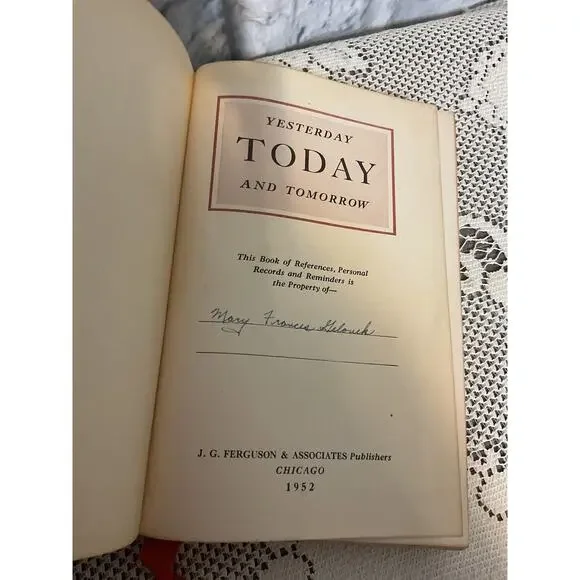 YESTERDAY
TODAY
AND TOMORROW
This Book of References, Personal
Records and Reminders is
the Property of—
Mary Frances Gelouek
J. G. FERGUSON & ASSOCIATES Publishers
CHICAGO
1952